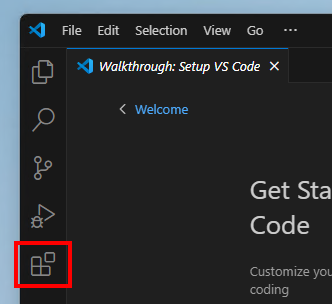 File Edit Selection View Go ···
Walkthrough: Setup VS Code
Welcome
Get Sta
Code
Customize you
coding